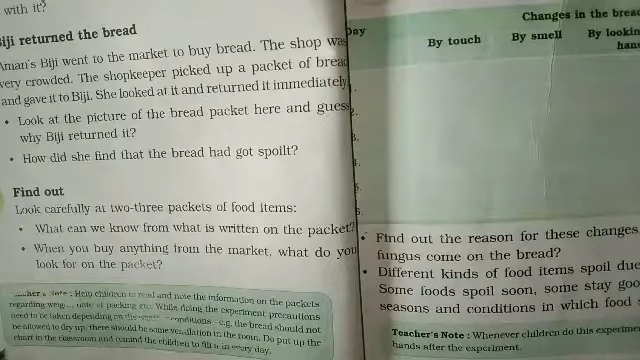 with it?
Biji returned the bread
Aman's Biji went to the market to buy bread. The shop was
very crowded. The shopkeeper picked up a packet of bread
and gave it to Biji. She looked at it and returned it immediately
• Look at the picture of the bread packet here and guess
why Biji returned it?
• How did she find that the bread had got spoilt?
Find out
Look carefully at two-three packets of food items:
• What can we know from what is written on the packet?
• When you buy anything from the market, what do you
look for on the packet?
Note : Help children to read and note the information on the packets
regarding date of packing etc. While doing the experiment precautions
need to be taken depending on the conditions - e.g. the bread should not
be allowed to dry up, there should be some ventilation in the room. Do put up the
chart in the classroom and remind the children to fill it in every day.
Day
Changes in the bread
By touch
By smell
By lookin
hand
1.
2.
3.
4.
5.
6.
• Find out the reason for these changes
fungus come on the bread?
• Different kinds of food items spoil due
Some foods spoil soon, some stay goo
seasons and conditions in which food
Teacher's Note : Whenever children do this experime
hands after the experiment.